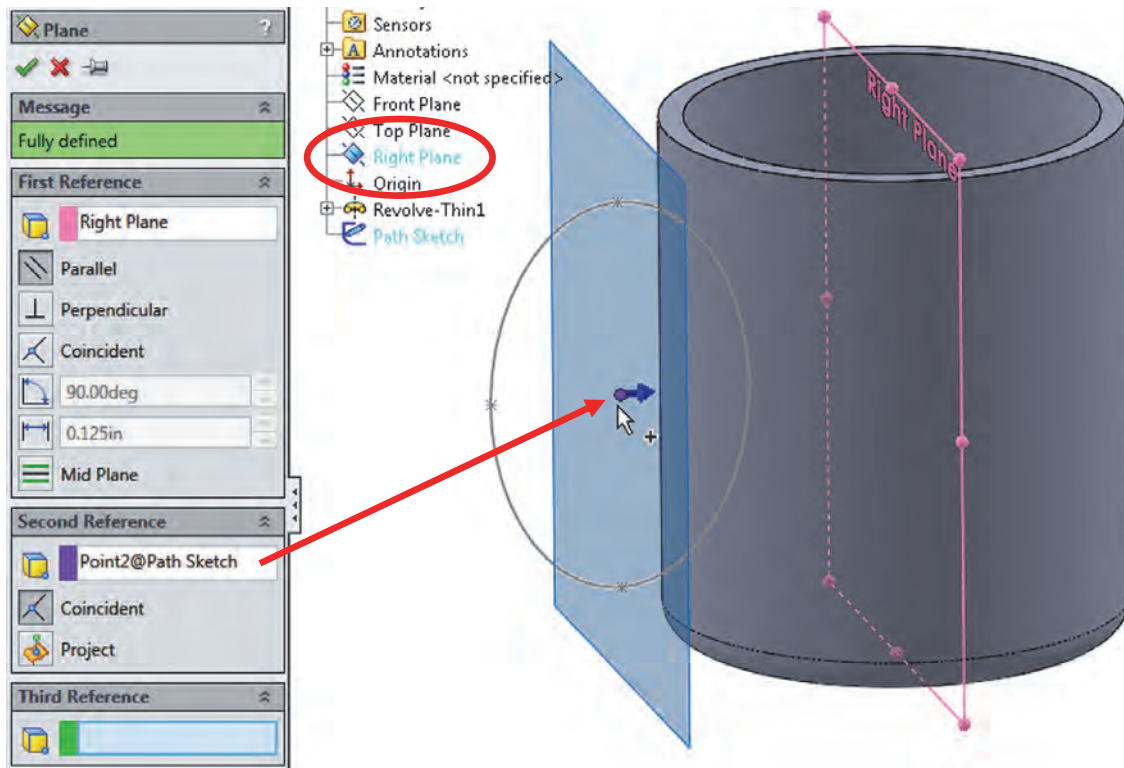 Plane ?
Message
Fully defined
First Reference
Right Plane
Parallel
Perpendicular
Coincident
90.00deg
0.125in
Mid Plane
Second Reference
Point2@Path Sketch
Coincident
Project
Third Reference
Sensors
A Annotations
Material <not specified>
Front Plane
Top Plane
Right Plane
Origin
Revolve-Thin1
Path Sketch
Right Plane